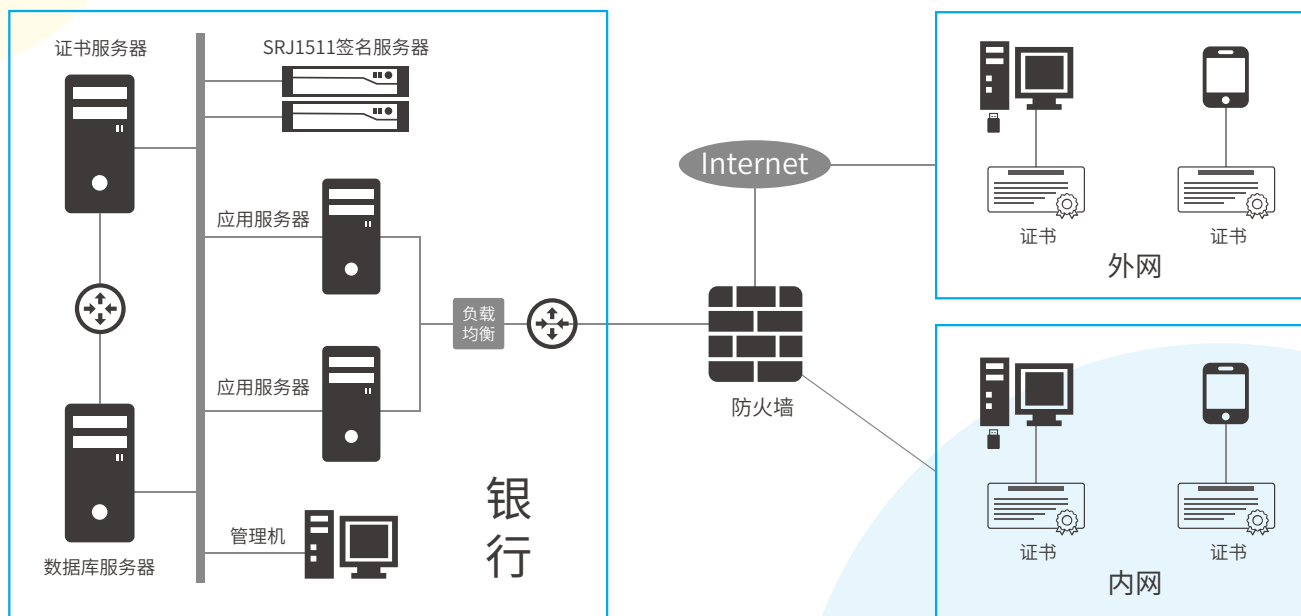 证书服务器
SRJ1511签名服务器
应用服务器
应用服务器
负载
均衡
管理机
数据库服务器
银
行
Internet
防火墙
证书
证书
外网
证书
证书
内网